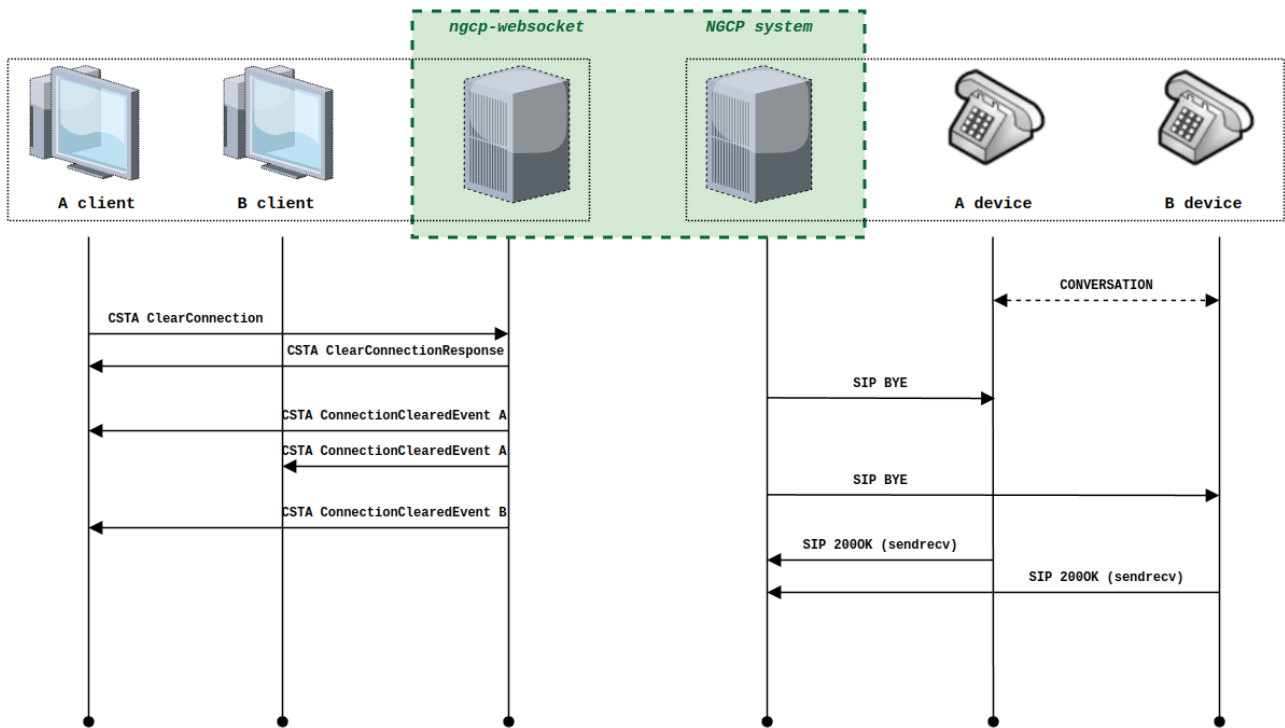 ngcp-websocket
NGCP system
A client
B client
A device
B device
CONVERSATION
CSTA ClearConnection
CSTA ClearConnectionResponse
SIP BYE
CSTA ConnectionClearedEvent A
CSTA ConnectionClearedEvent A
SIP BYE
CSTA ConnectionClearedEvent B
SIP 200OK (sendrecv)
SIP 200OK (sendrecv)